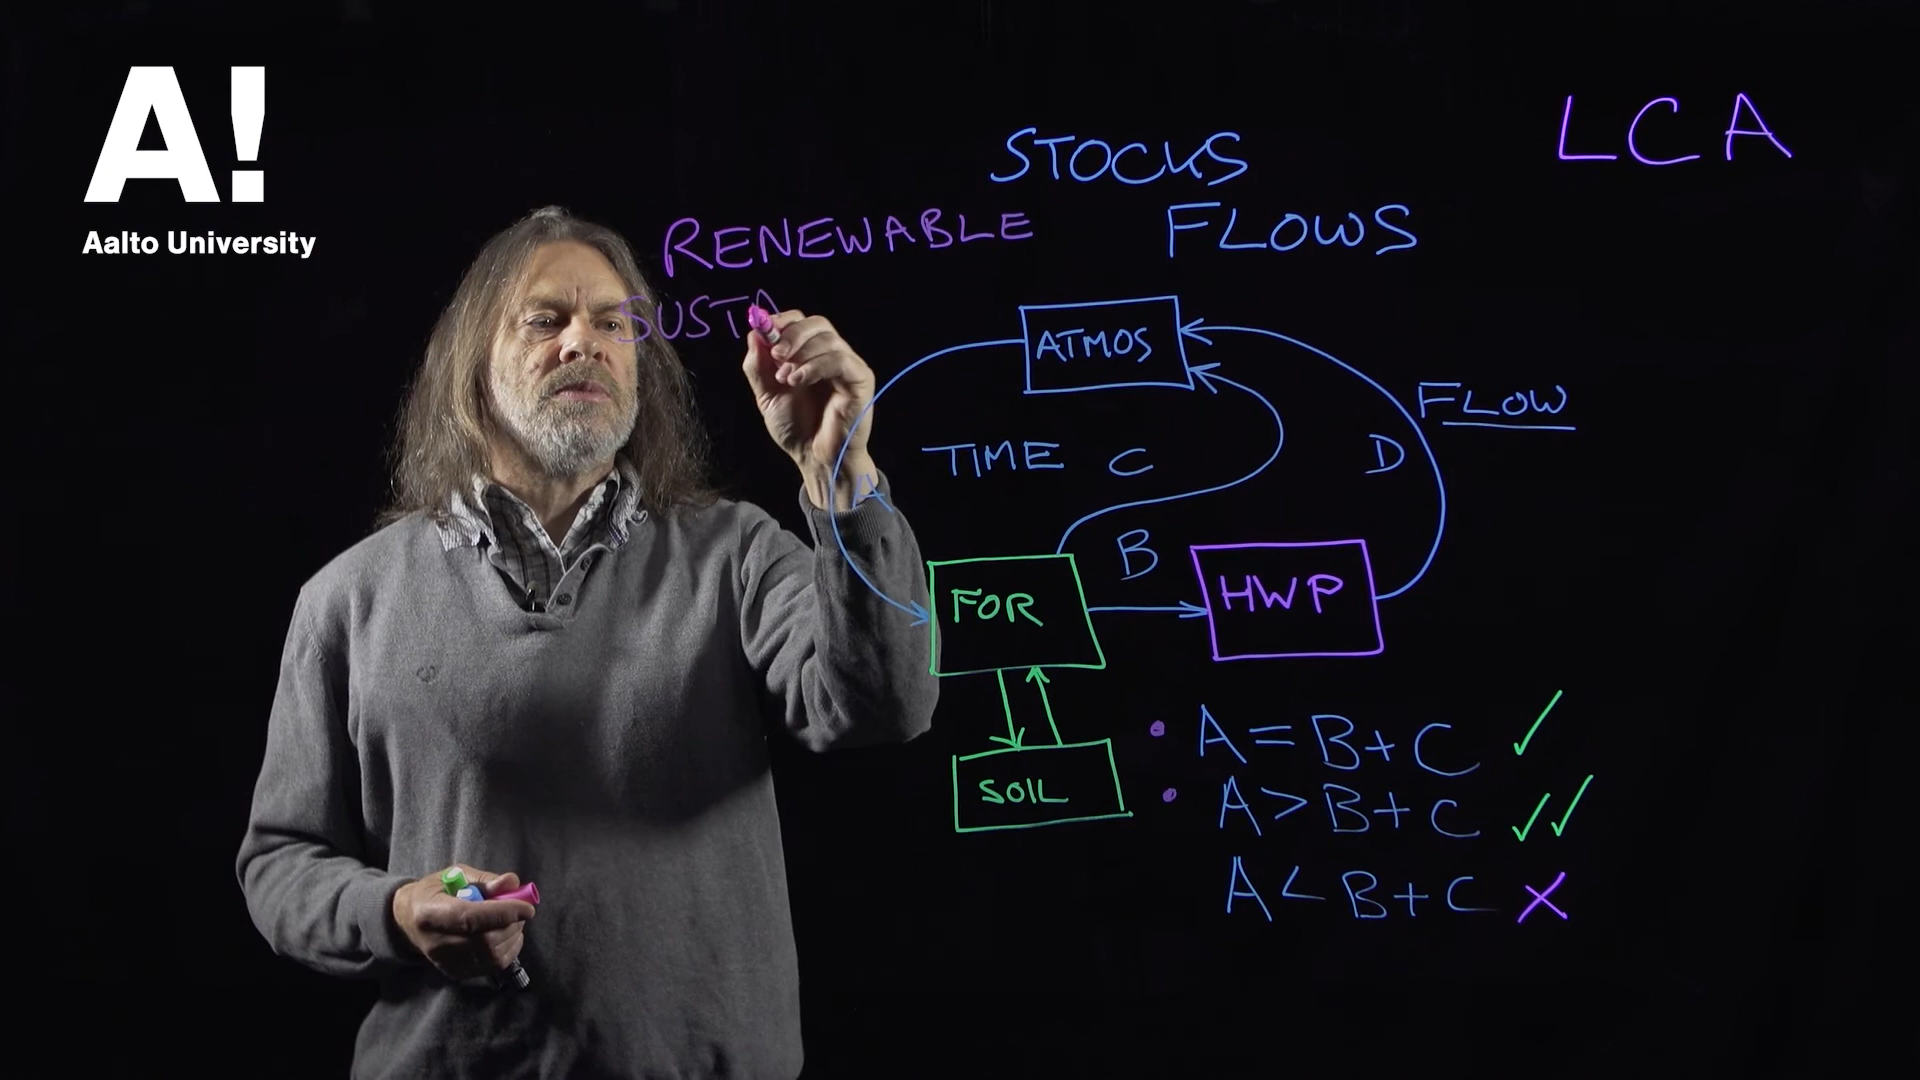 A!
Aalto University
LCA
STOCKS
FLOWS
RENEWABLE
SUSTA
ATMOS
FLOW
TIME
C
D
A
B
FOR
HWP
SOIL
• A = B + C ✓
• A > B + C ✓✓
A < B + C X